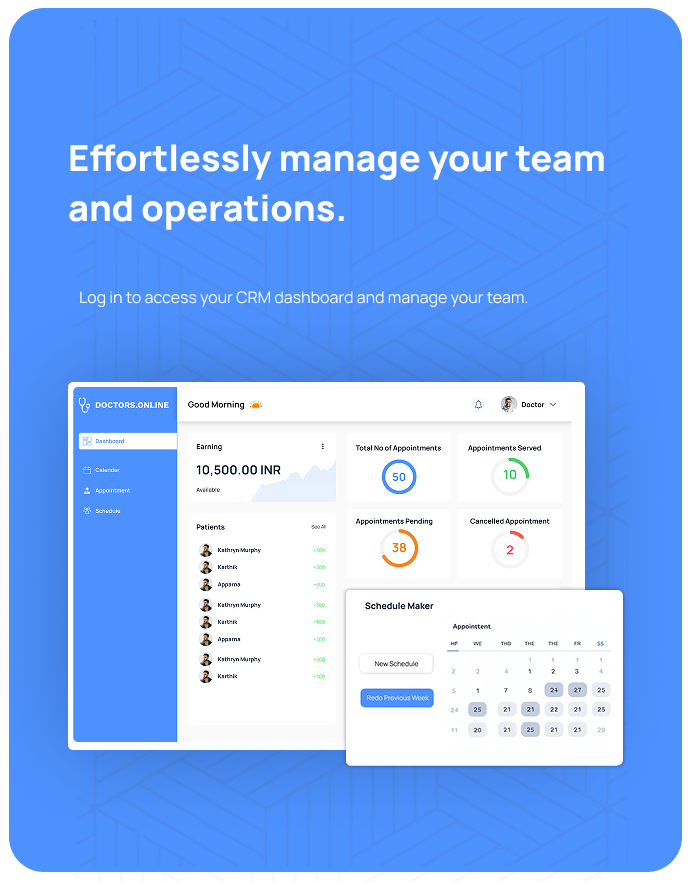 Effortlessly manage your team
and operations.
Log in to access your CRM dashboard and manage your team.
DOCTORS.ONLINE
Good Morning
Doctor
Dashboard
Calender
Appointment
Schedule
Earning
10,500.00 INR
Available
Total No of Appointments
50
Appointments Served
10
Appointments Pending
38
Cancelled Appointment
2
Patients
See All
Kathryn Murphy +300
Karthik +300
Apparna +300
Kathryn Murphy +300
Karthik +300
Apparna +300
Kathryn Murphy +300
Karthik +300
Schedule Maker
New Schedule
Redo Previous Week
Appointtent
WE THD THE THE FR SS
1 1 7 1
2 2 4 1 2 3 4
5 1 7 8 27 25
24 25 21 21 22 21 25
11 20 21 25 21 21 20